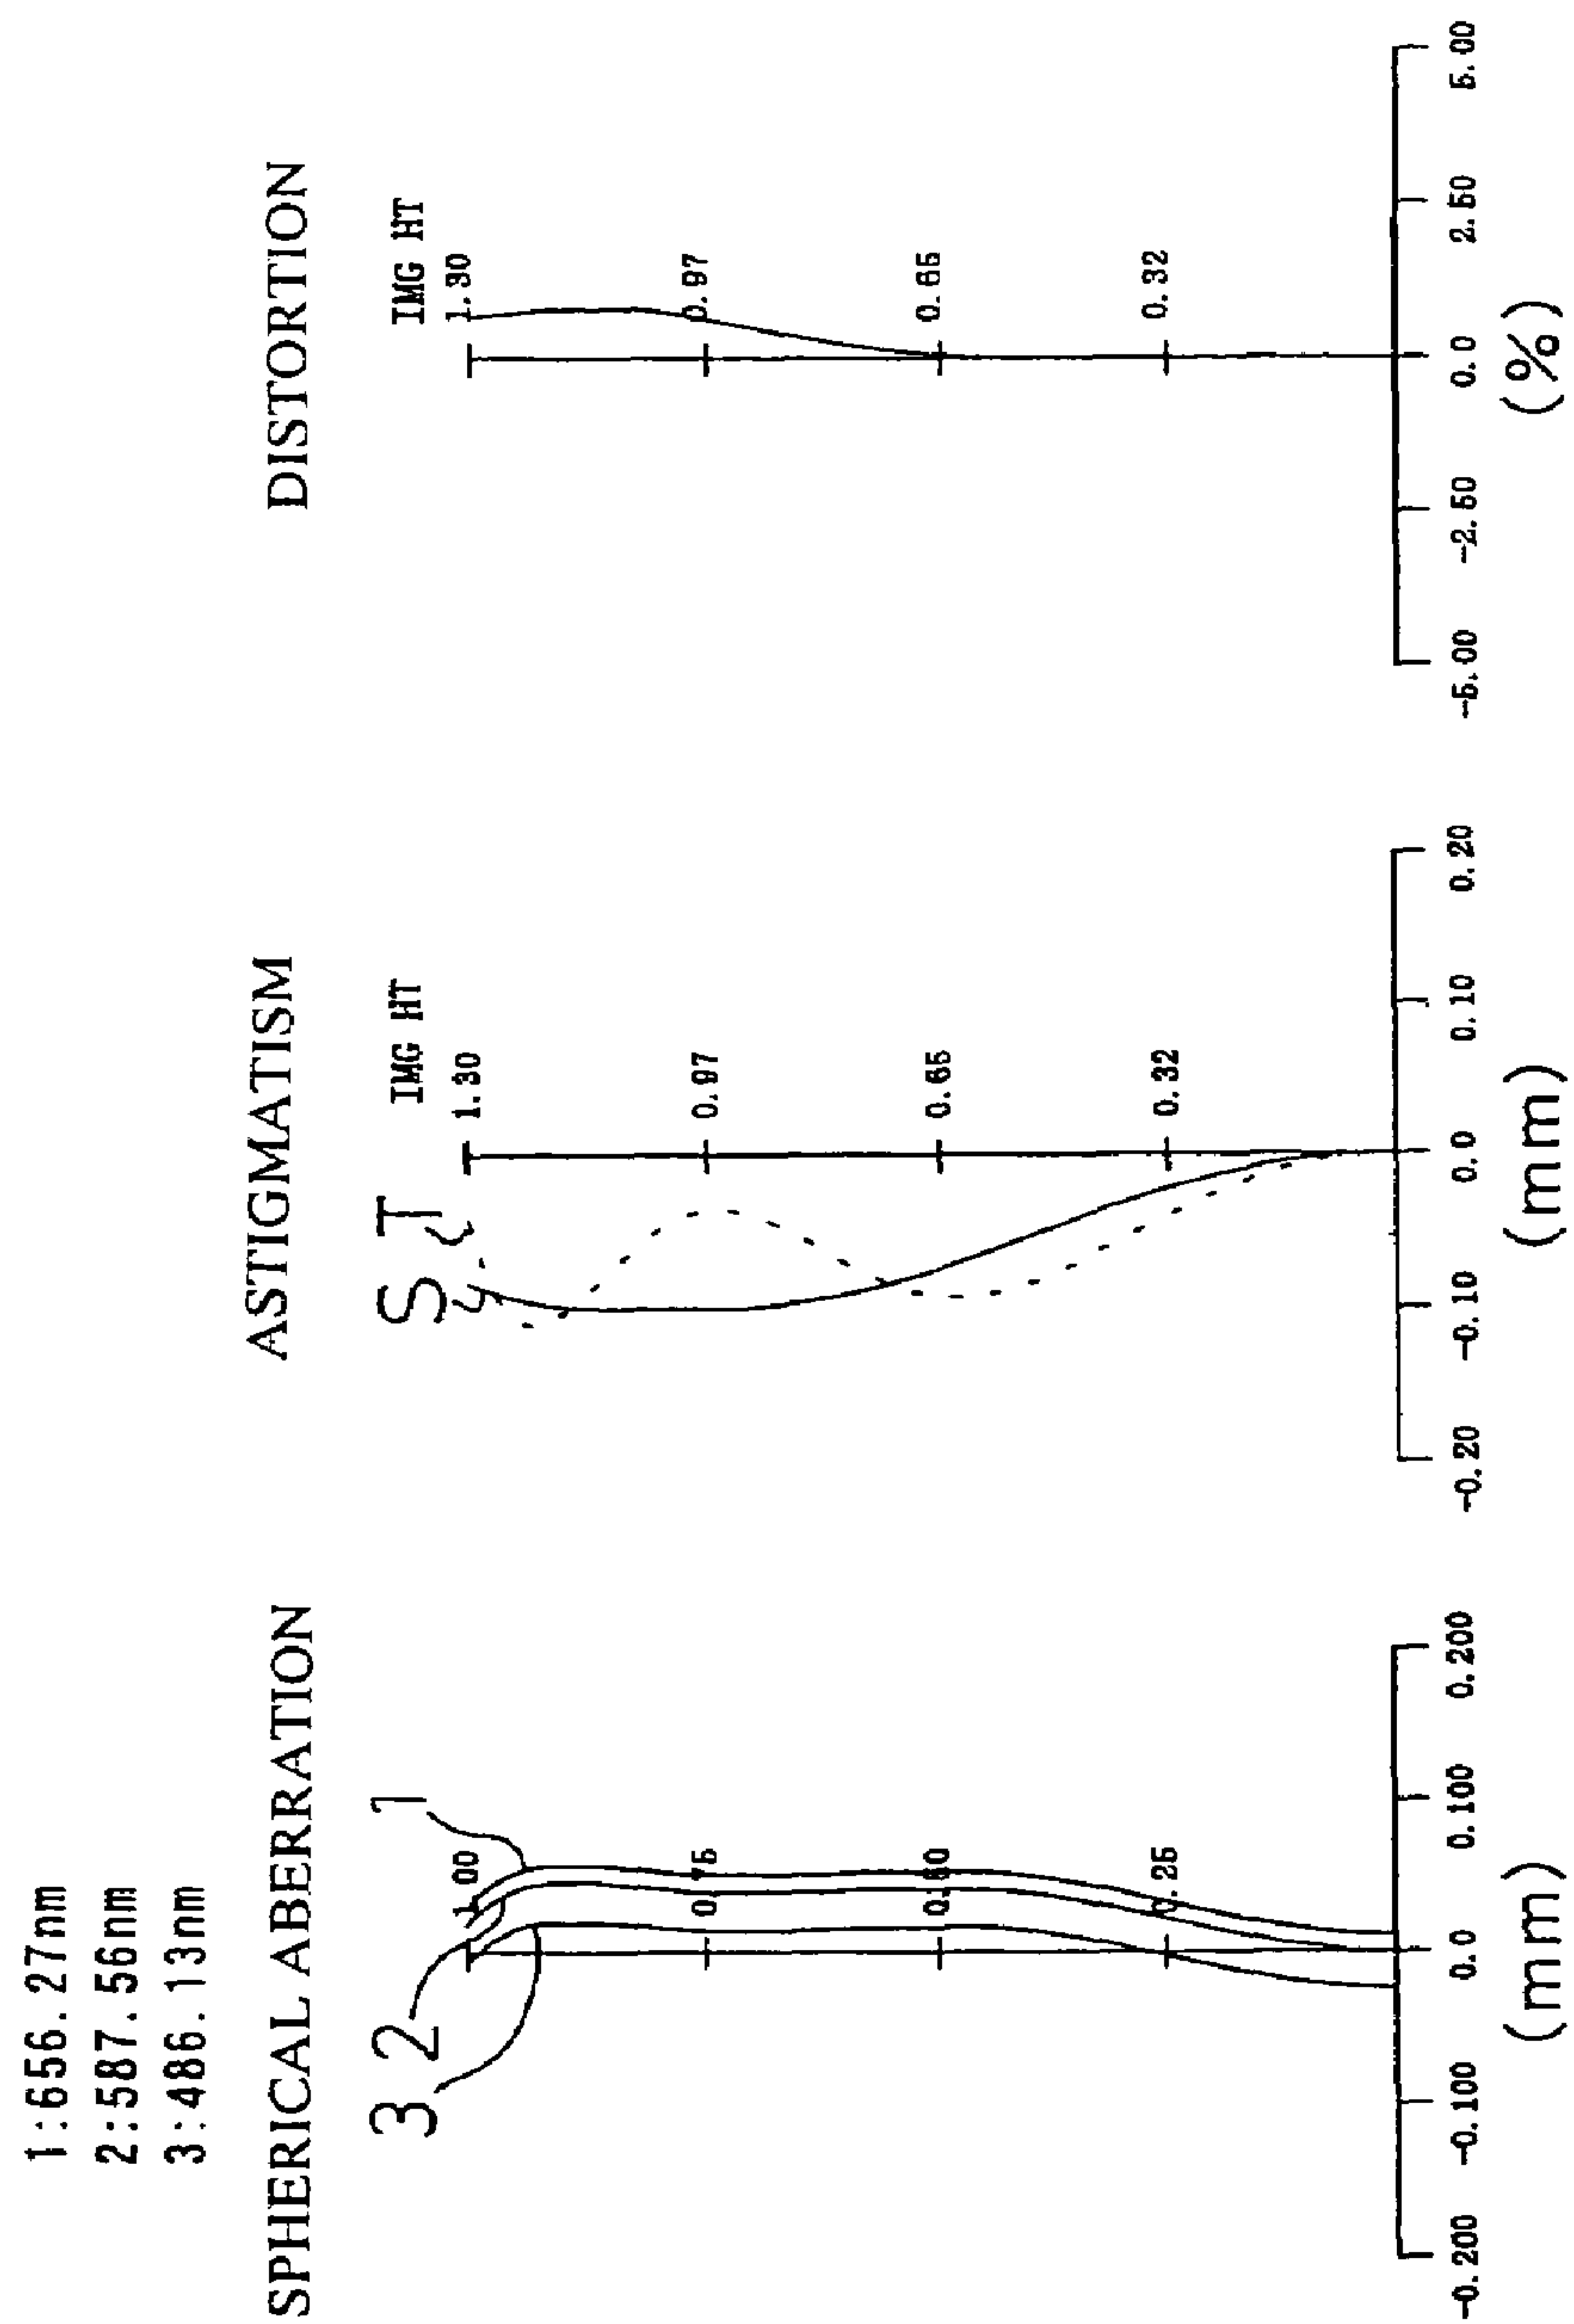 1:656.27nm
2:587.56nm
3:486.13nm
SPHERICAL ABERRATION
3 2 1
1.00
0.75
0.50
0.25
-0.200 -0.100 0.0 0.100 0.200
(mm)
ASTIGMATISM
S T
IMG HT
1.30
0.97
0.65
0.32
-0.20 -0.10 0.0 0.10 0.20
(mm)
DISTORTION
IMG HT
1.30
0.97
0.65
0.32
-5.00 -2.50 0.0 2.50 5.00
(%)